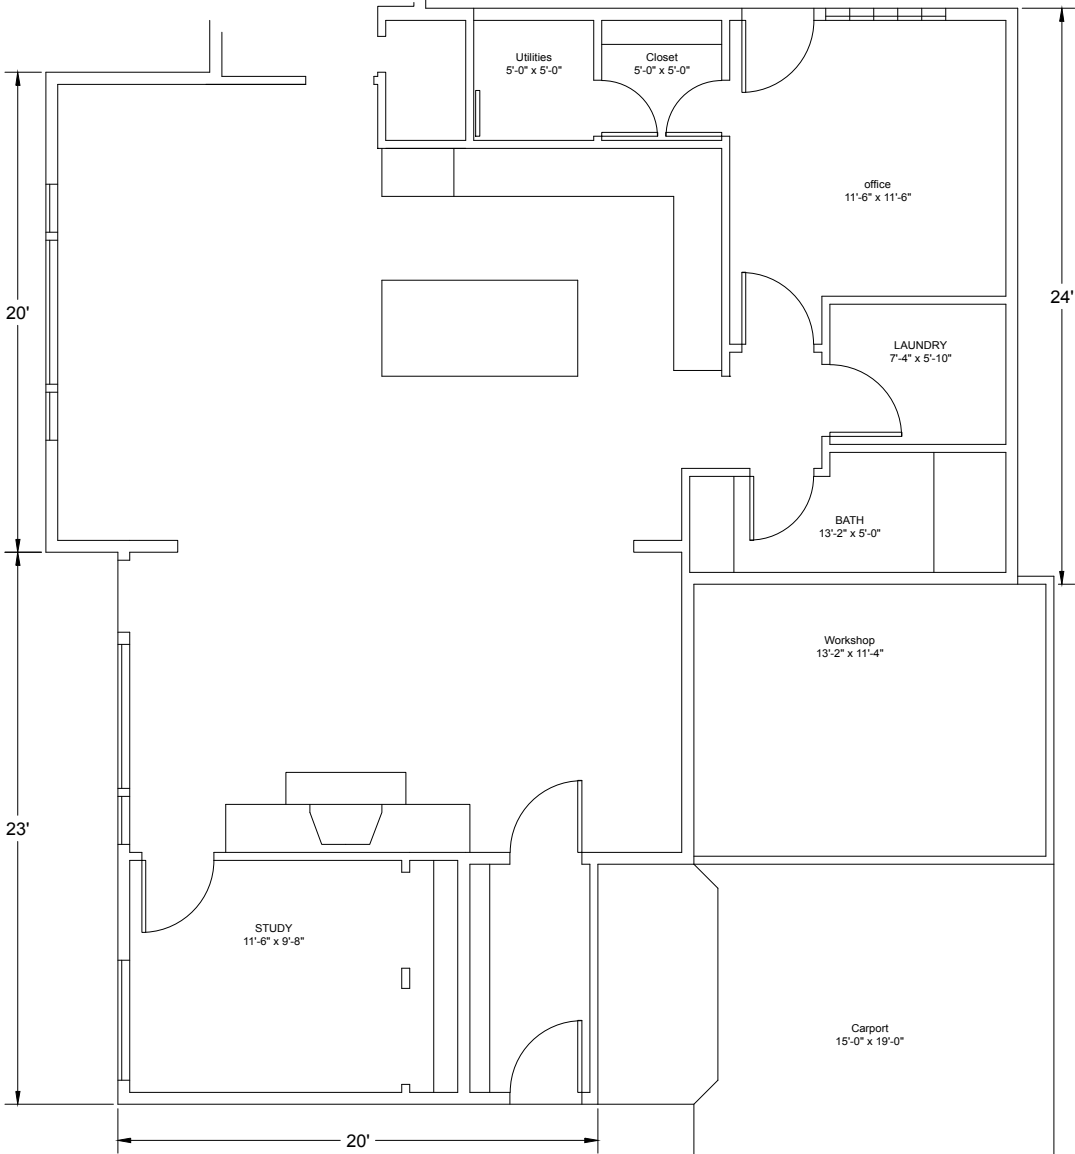 Utilities
5'-0" x 5'-0"
Closet
5'-0" x 5'-0"
office
11'-6" x 11'-6"
24'
20'
LAUNDRY
7'-4" x 5'-10"
BATH
13'-2" x 5'-0"
Workshop
13'-2" x 11'-4"
23'
STUDY
11'-6" x 9'-8"
Carport
15'-0" x 19'-0"
20'